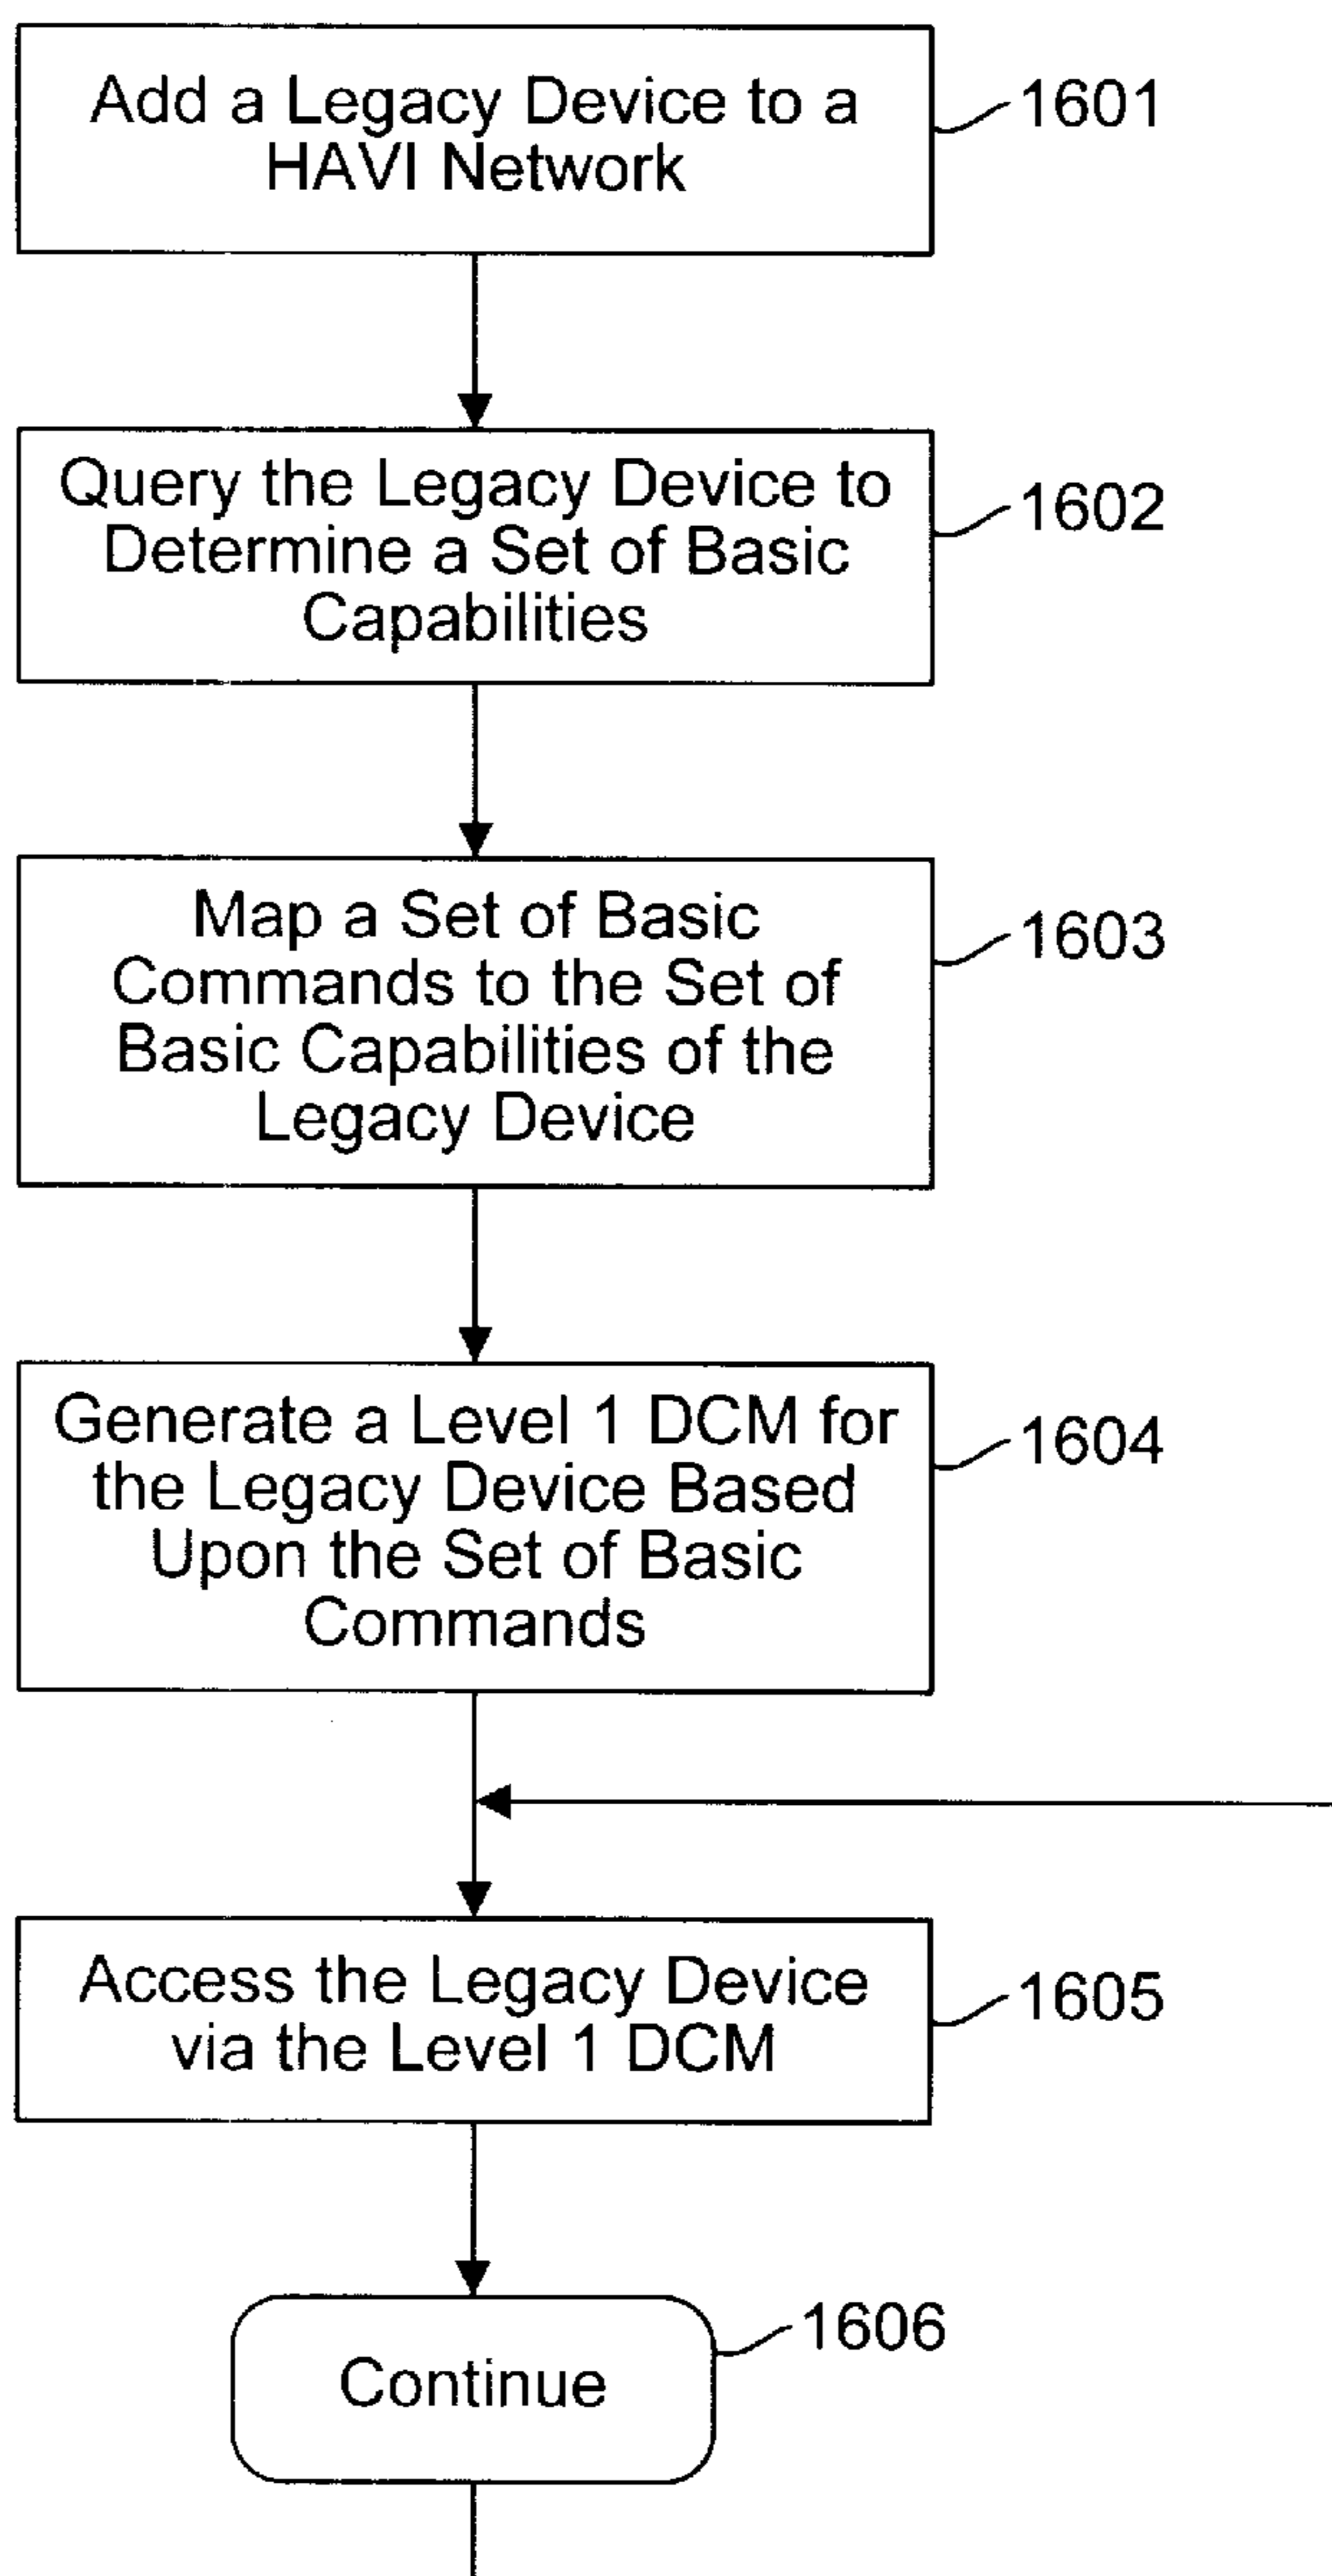 Add a Legacy Device to a
HAVI Network
1601
Query the Legacy Device to
Determine a Set of Basic
Capabilities
1602
Map a Set of Basic
Commands to the Set of
Basic Capabilities of the
Legacy Device
1603
Generate a Level 1 DCM for
the Legacy Device Based
Upon the Set of Basic
Commands
1604
Access the Legacy Device
via the Level 1 DCM
1605
Continue
1606